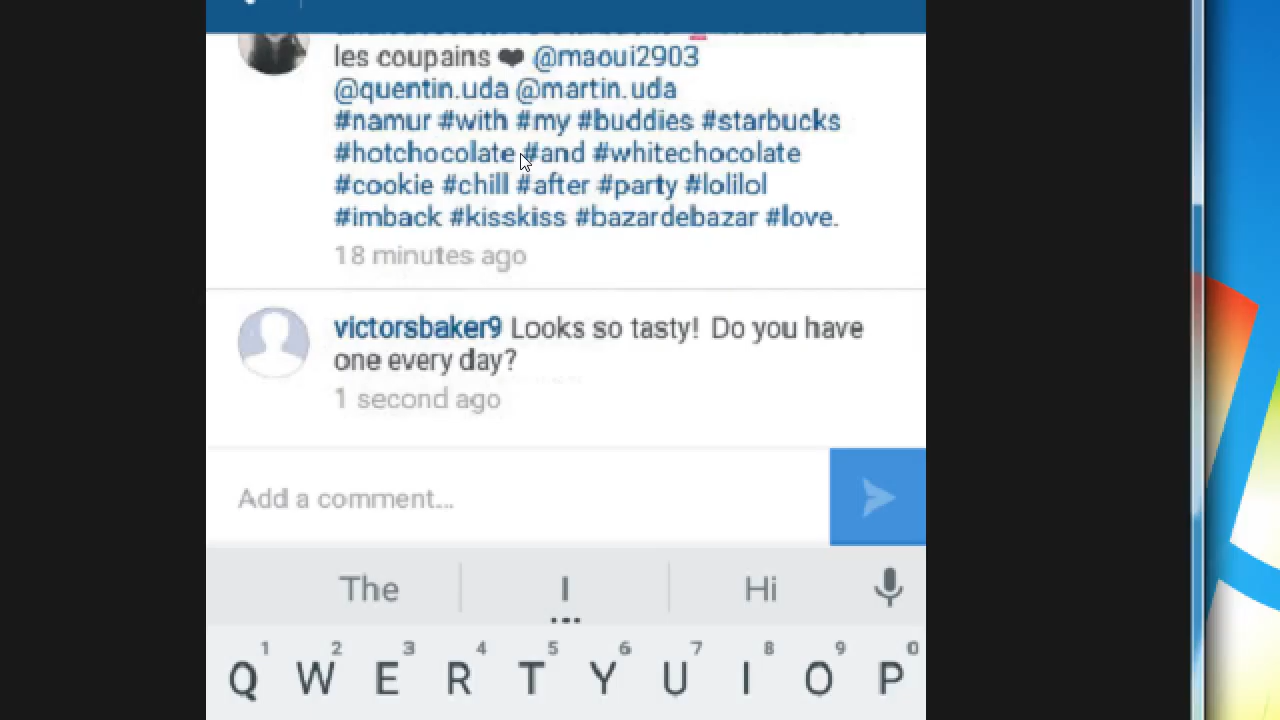 les coupains ❤ @maoui2903
@quentin.uda @martin.uda
#namur #with #my #buddies #starbucks
#hotchocolate #and #whitechocolate
#cookie #chill #after #party #lolilol
#imback #kisskiss #bazardebazar #love.
18 minutes ago
victorsbaker9 Looks so tasty! Do you have
one every day?
1 second ago
Add a comment...
The I Hi
1 2 3 4 5 6 7 8 9 0
Q W E R T Y U I O P